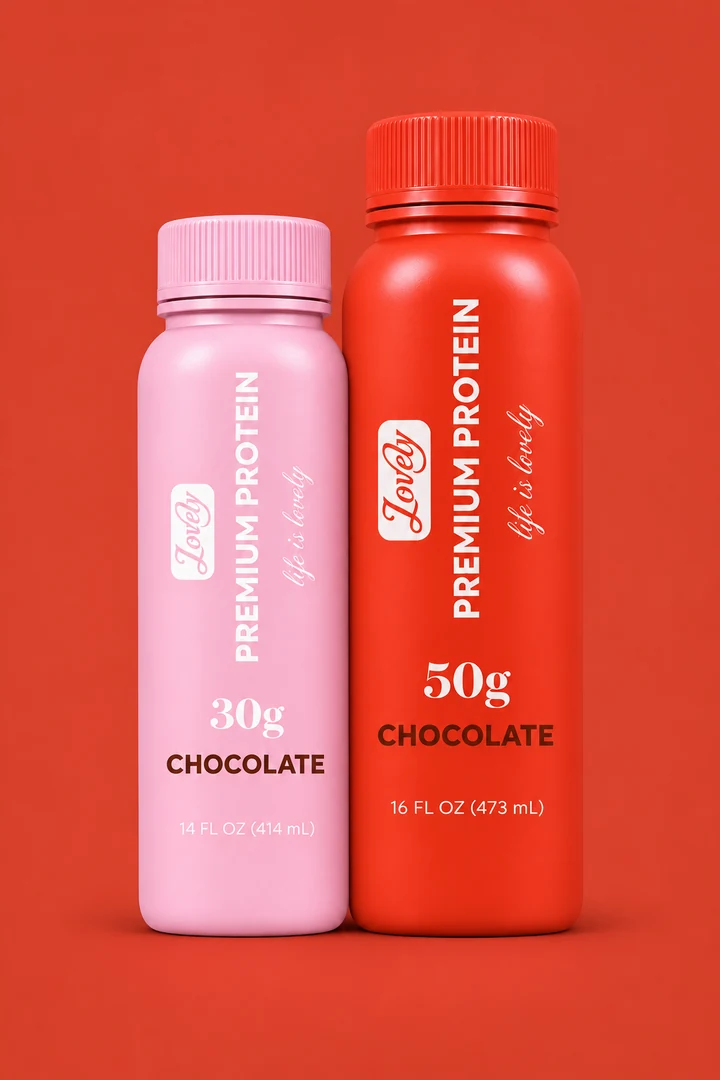 Lovely
PREMIUM PROTEIN
life is lovely
30g
CHOCOLATE
14 FL OZ (414 mL)
Lovely
PREMIUM PROTEIN
life is lovely
50g
CHOCOLATE
16 FL OZ (473 mL)